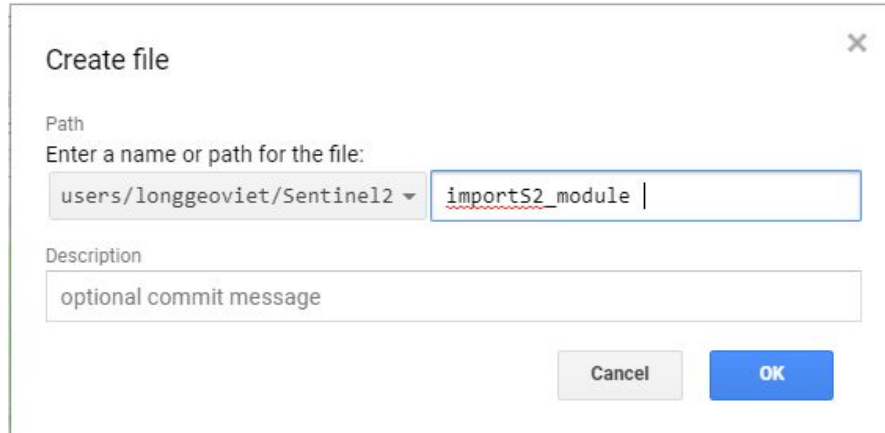 Create file
Path
Enter a name or path for the file:
users/longgeoviet/Sentinel2 importS2_module
Description
optional commit message
Cancel OK